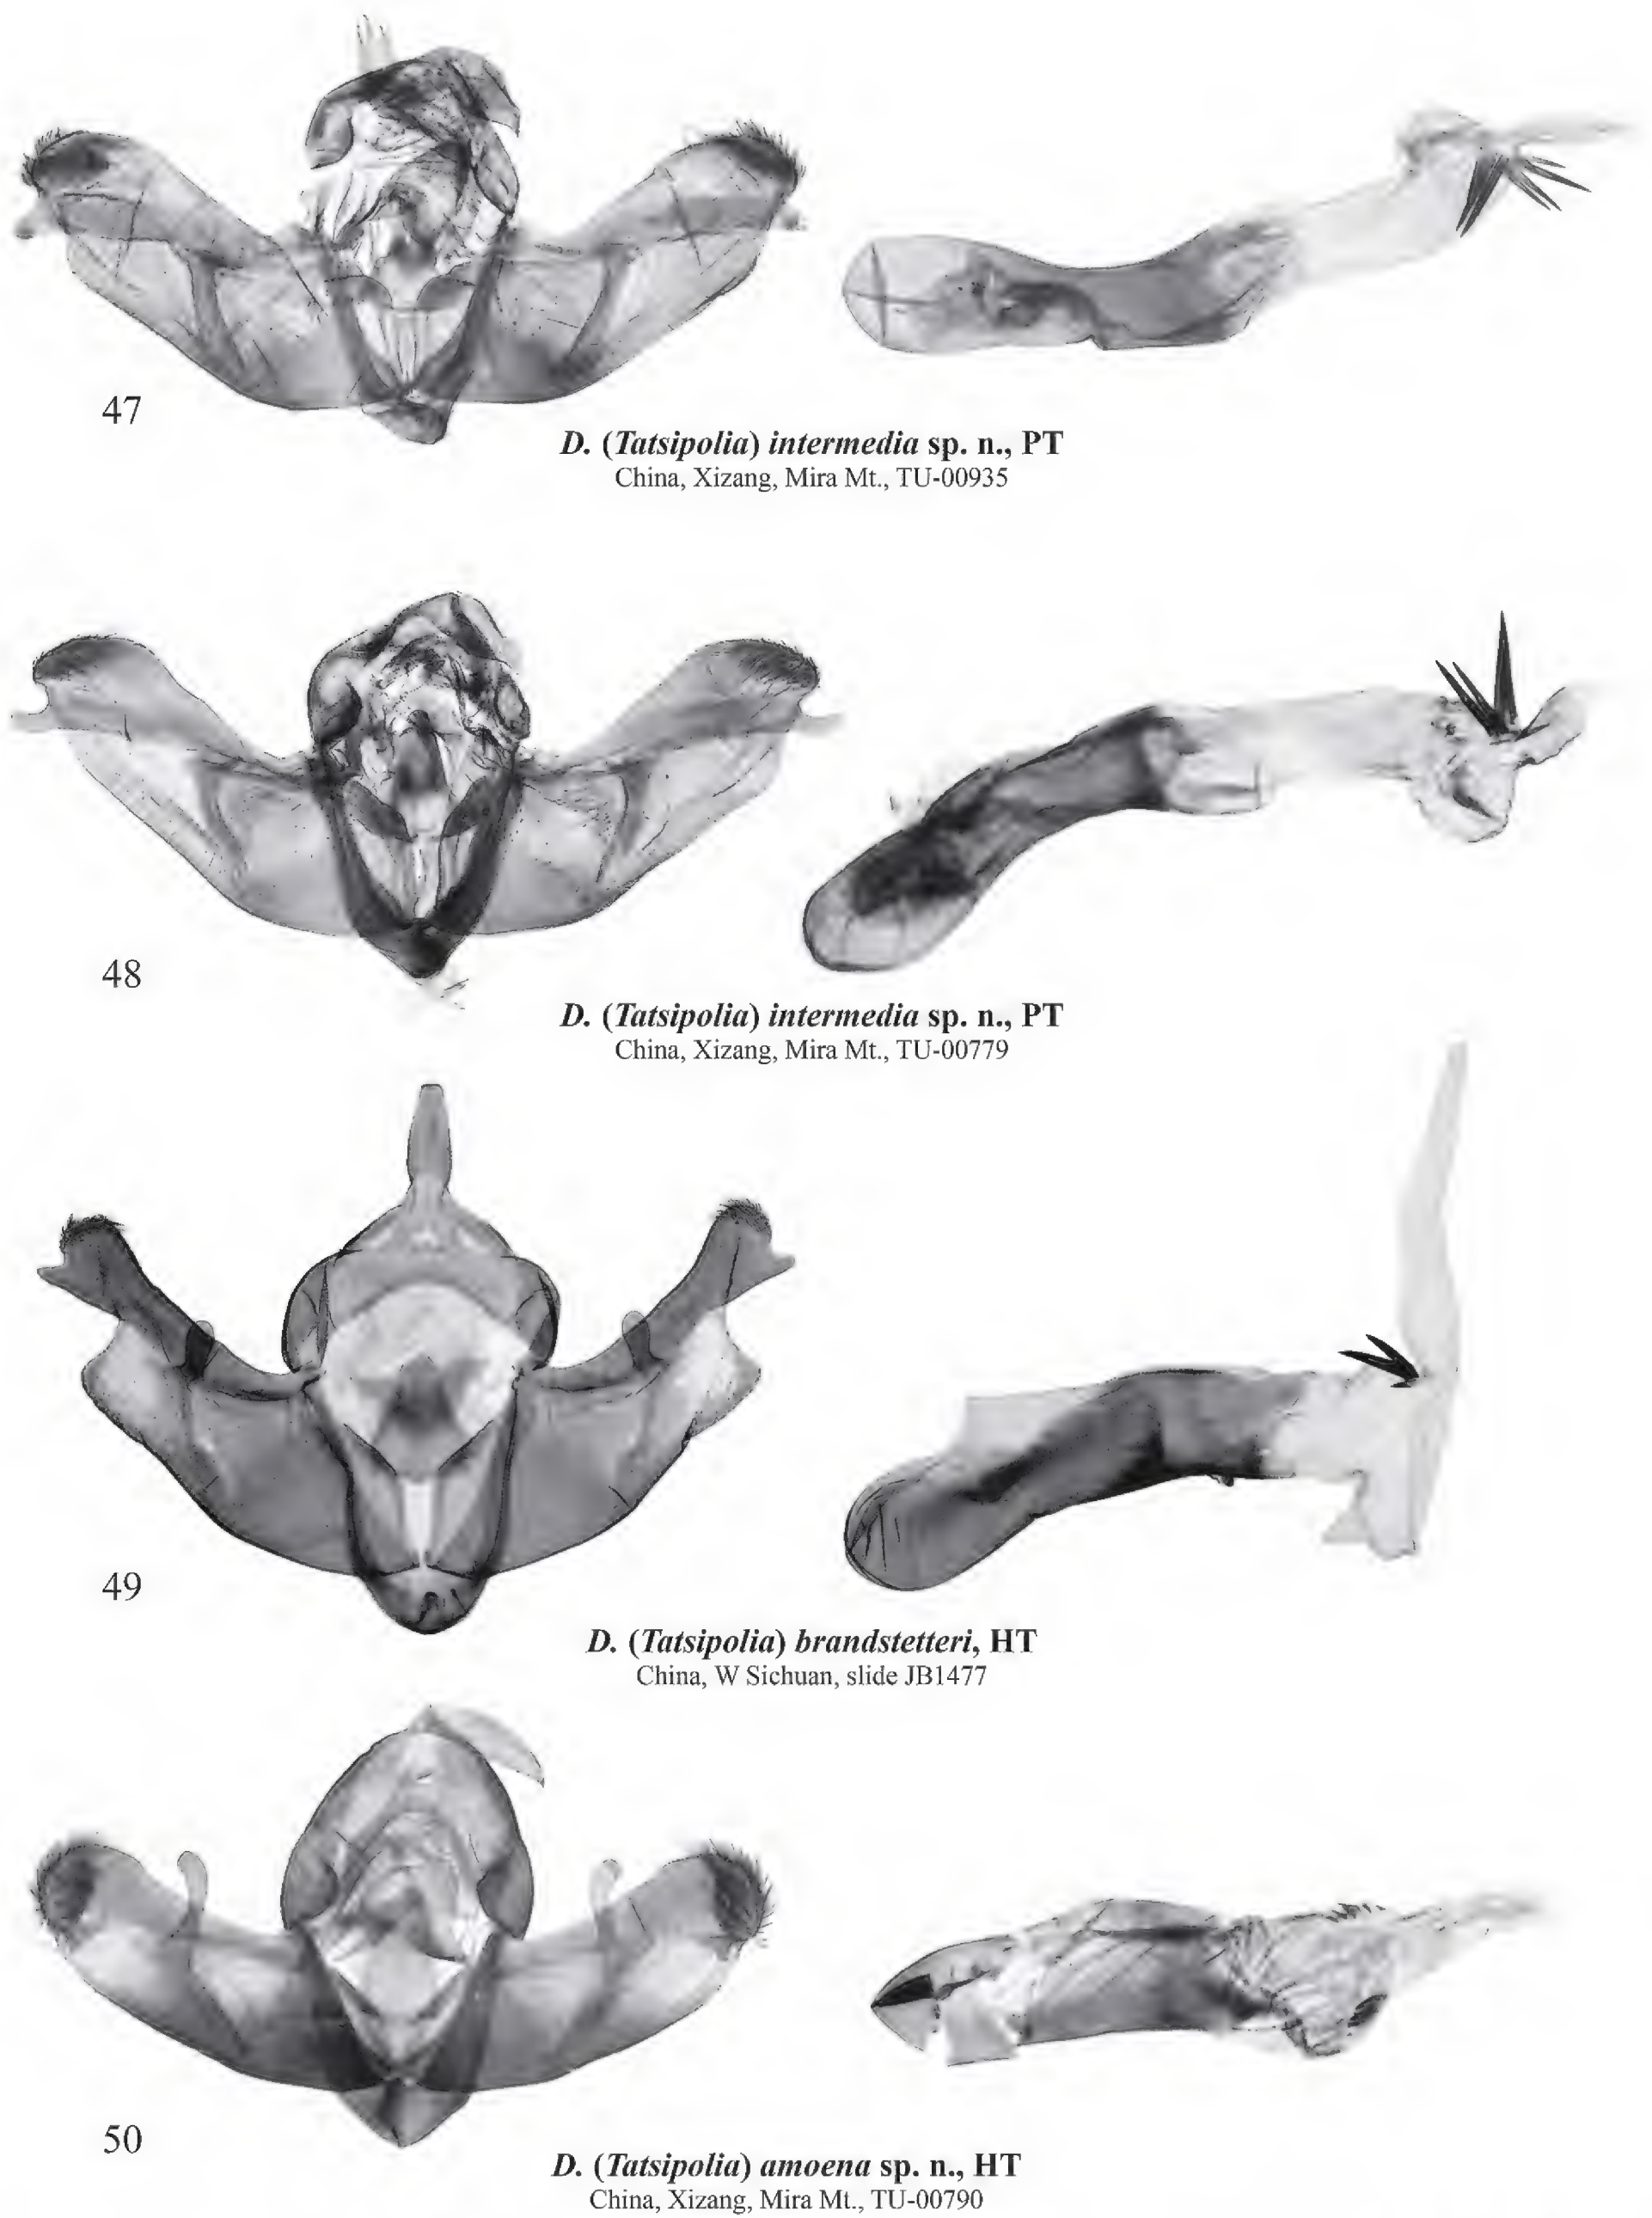 47
D. (Tatsipolia) intermedia sp. n., PT
China, Xizang, Mira Mt., TU-00935
48
D. (Tatsipolia) intermedia sp. n., PT
China, Xizang, Mira Mt., TU-00779
49
D. (Tatsipolia) brandstetteri, HT
China, W Sichuan, slide JB1477
50
D. (Tatsipolia) amoena sp. n., HT
China, Xizang, Mira Mt., TU-00790